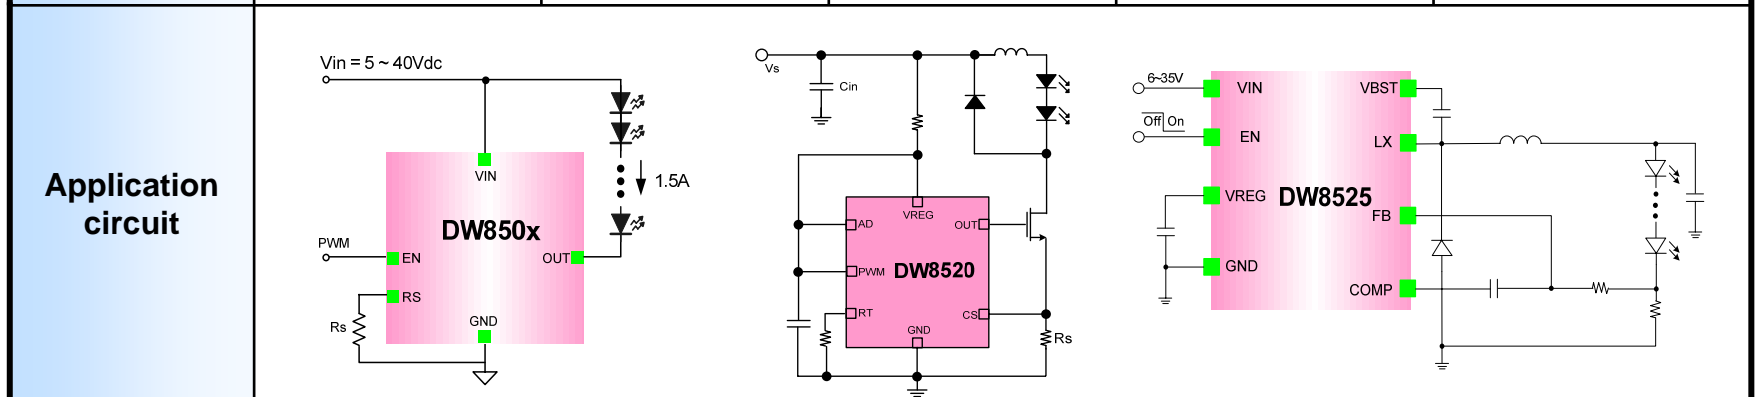 Application
circuit
Vin = 5 ~ 40Vdc
1.5A
VIN
DW850x
PWM
EN
OUT
RS
Rs
GND
Vs
Cin
VREG
AD
OUT
PWM
DW8520
RT
CS
GND
Rs
6~35V
VIN
VBST
Off On
EN
LX
VREG
DW8525
FB
GND
COMP